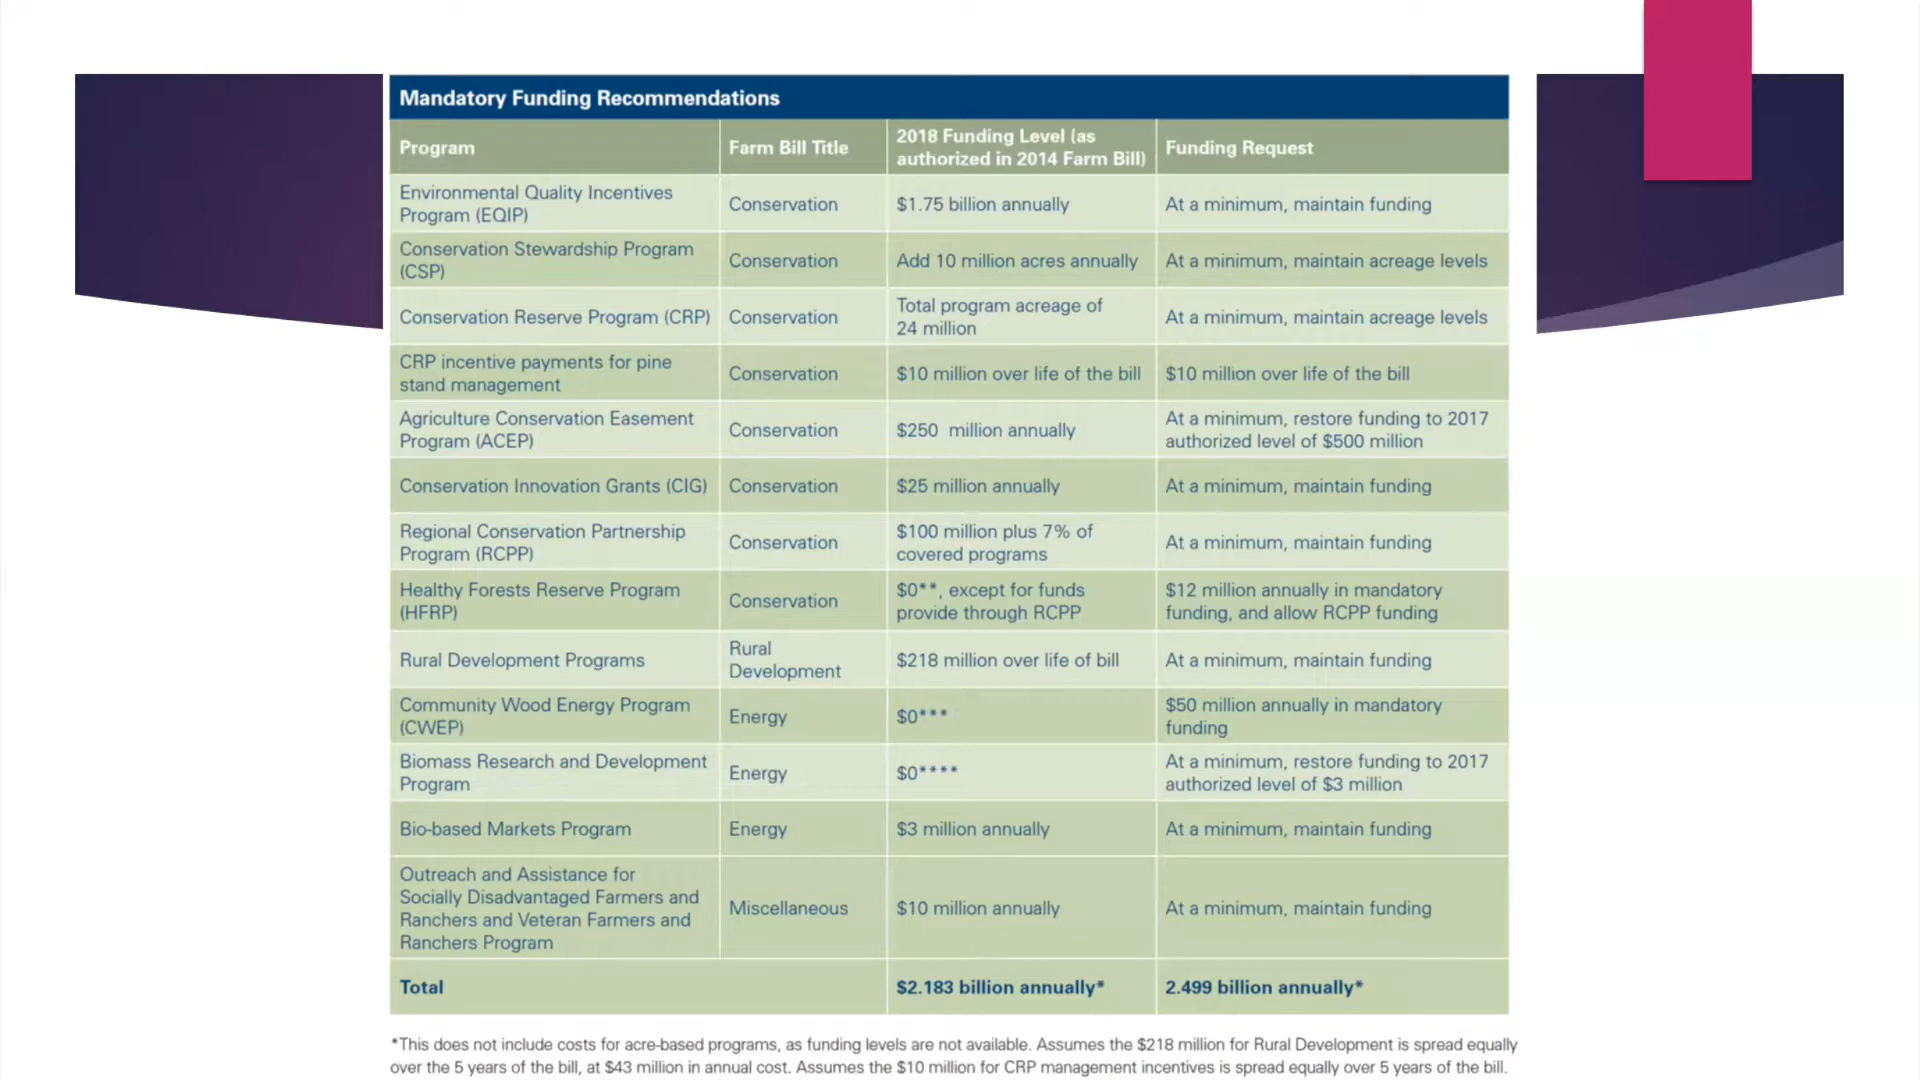 Mandatory Funding Recommendations
Program
Farm Bill Title
2018 Funding Level (as
authorized in 2014 Farm Bill)
Funding Request
Environmental Quality Incentives
Program (EQIP)
Conservation
$1.75 billion annually
At a minimum, maintain funding
Conservation Stewardship Program
(CSP)
Conservation
Add 10 million acres annually
At a minimum, maintain acreage levels
Conservation Reserve Program (CRP)
Conservation
Total program acreage of
24 million
At a minimum, maintain acreage levels
CRP incentive payments for pine
stand management
Conservation
$10 million over life of the bill
$10 million over life of the bill
Agriculture Conservation Easement
Program (ACEP)
Conservation
$250  million annually
At a minimum, restore funding to 2017
authorized level of $500 million
Conservation Innovation Grants (CIG)
Conservation
$25 million annually
At a minimum, maintain funding
Regional Conservation Partnership
Program (RCPP)
Conservation
$100 million plus 7% of
covered programs
At a minimum, maintain funding
Healthy Forests Reserve Program
(HFRP)
Conservation
$0**, except for funds
provide through RCPP
$12 million annually in mandatory
funding, and allow RCPP funding
Rural Development Programs
Rural
Development
$218 million over life of bill
At a minimum, maintain funding
Community Wood Energy Program
(CWEP)
Energy
$0***
$50 million annually in mandatory
funding
Biomass Research and Development
Program
Energy
$0****
At a minimum, restore funding to 2017
authorized level of $3 million
Bio-based Markets Program
Energy
$3 million annually
At a minimum, maintain funding
Outreach and Assistance for
Socially Disadvantaged Farmers and
Ranchers and Veteran Farmers and
Ranchers Program
Miscellaneous
$10 million annually
At a minimum, maintain funding
Total
$2.183 billion annually*
2.499 billion annually*
*This does not include costs for acre-based programs, as funding levels are not available. Assumes the $218 million for Rural Development is spread equally
over the 5 years of the bill, at $43 million in annual cost. Assumes the $10 million for CRP management incentives is spread equally over 5 years of the bill.